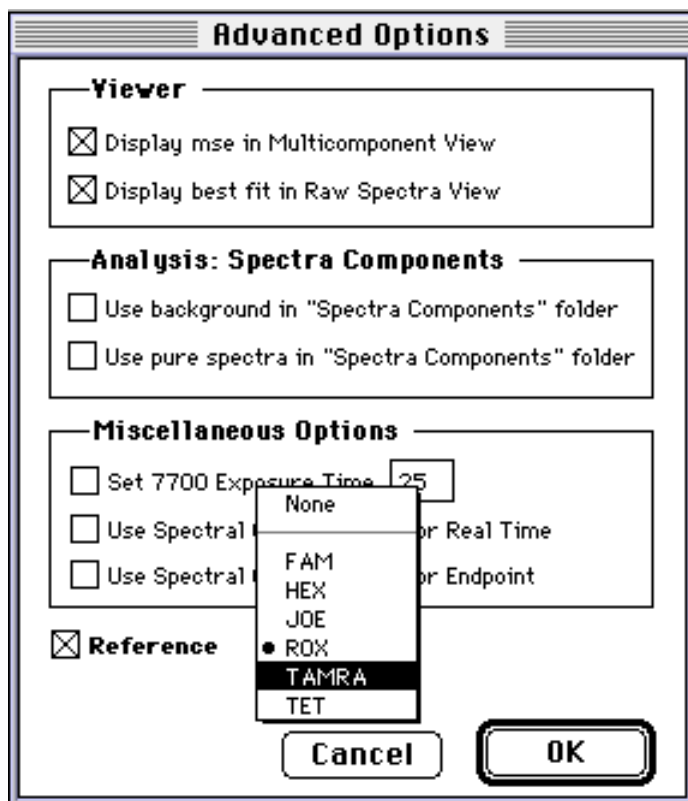 Advanced Options
Viewer
Display mse in Multicomponent View
Display best fit in Raw Spectra View
Analysis: Spectra Components
Use background in "Spectra Components" folder
Use pure spectra in "Spectra Components" folder
Miscellaneous Options
Set 7700 Exposure Time 25
Use Spectral or Real Time
Use Spectral or Endpoint
Reference
None
FAM
HEX
JOE
ROX
TAMRA
TET
Cancel
OK